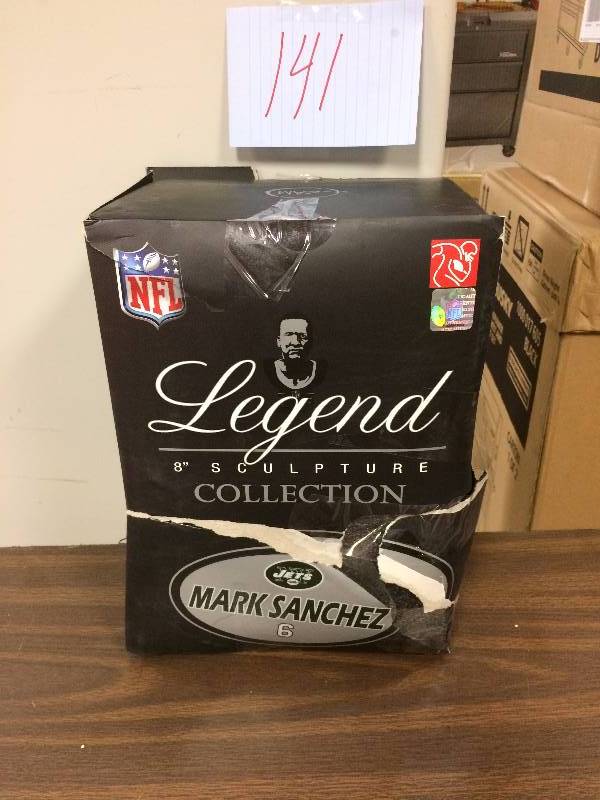 141
NFL
Legend
8" SCULPTURE
COLLECTION
JETS
MARK SANCHEZ
6